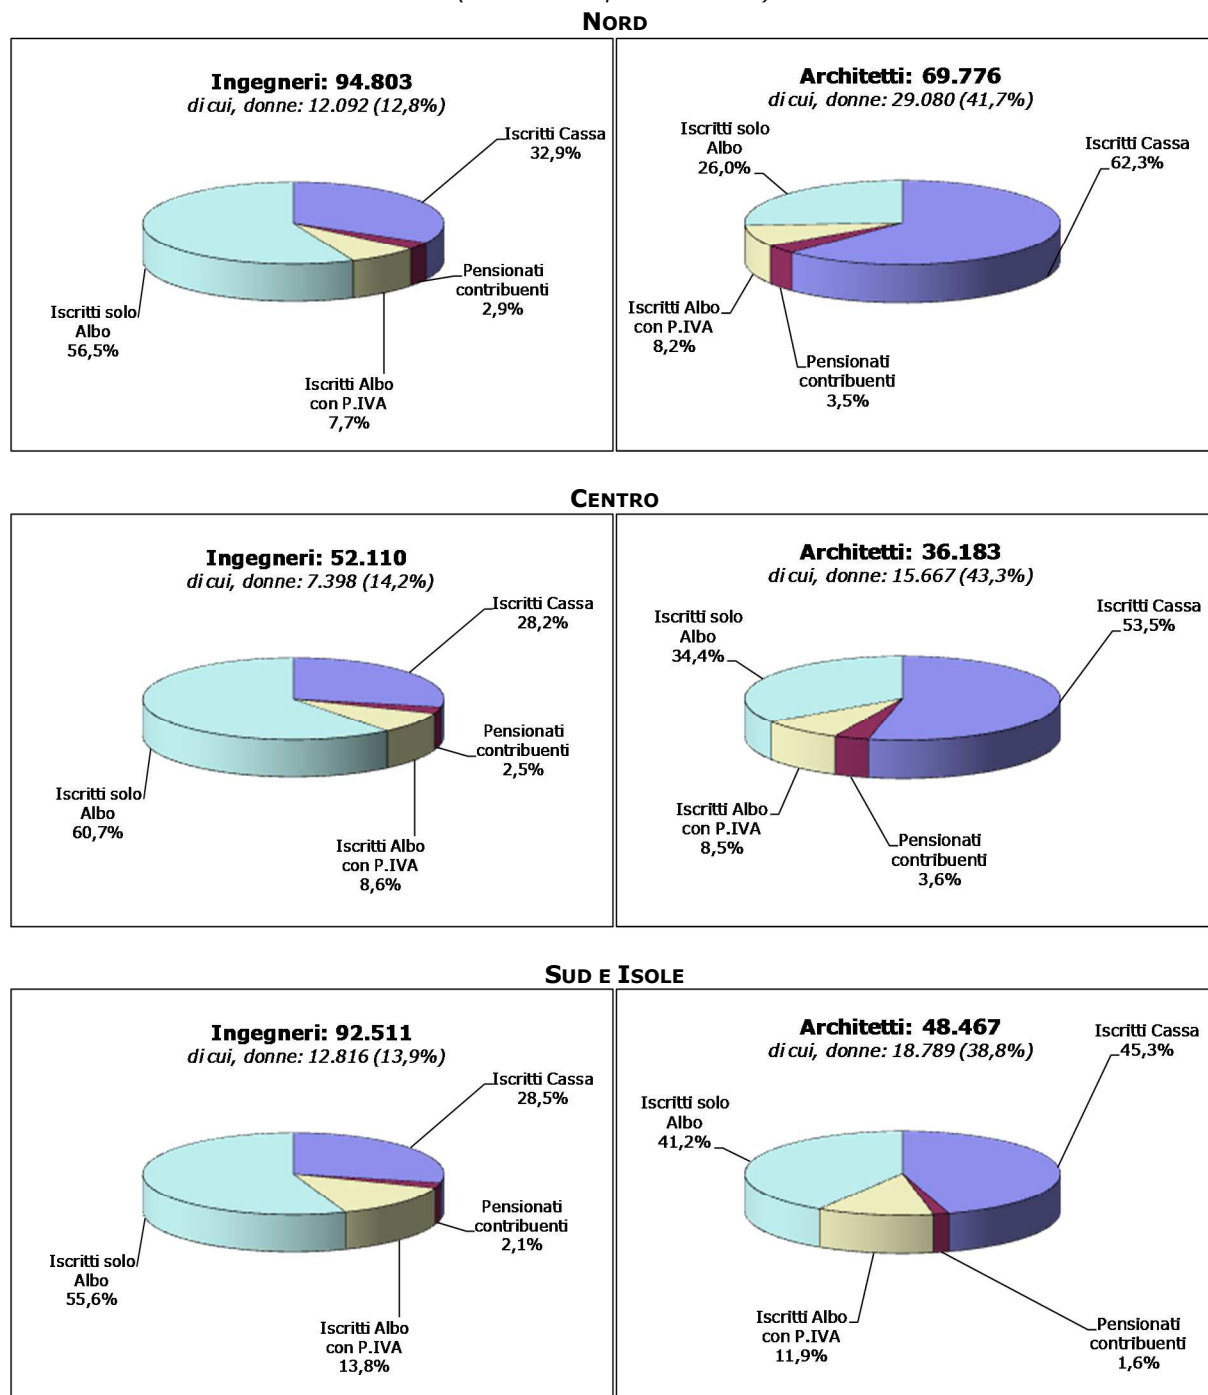 NORD
Ingegneri: 94.803
di cui, donne: 12.092 (12,8%)
Iscritti Cassa
32,9%
Pensionati
contribuenti
2,9%
Iscritti solo
Albo
56,5%
Iscritti Albo
con P.IVA
7,7%
Architetti: 69.776
di cui, donne: 29.080 (41,7%)
Iscritti solo
Albo
26,0%
Iscritti Cassa
62,3%
Iscritti Albo
con P.IVA
8,2%
Pensionati
contribuenti
3,5%
CENTRO
Ingegneri: 52.110
di cui, donne: 7.398 (14,2%)
Iscritti Cassa
28,2%
Pensionati
contribuenti
2,5%
Iscritti solo
Albo
60,7%
Iscritti Albo
con P.IVA
8,6%
Architetti: 36.183
di cui, donne: 15.667 (43,3%)
Iscritti Cassa
53,5%
Iscritti solo
Albo
34,4%
Iscritti Albo
con P.IVA
8,5%
Pensionati
contribuenti
3,6%
SUD E ISOLE
Ingegneri: 92.511
di cui, donne: 12.816 (13,9%)
Iscritti Cassa
28,5%
Pensionati
contribuenti
2,1%
Iscritti solo
Albo
55,6%
Iscritti Albo
con P.IVA
13,8%
Architetti: 48.467
di cui, donne: 18.789 (38,8%)
Iscritti Cassa
45,3%
Iscritti solo
Albo
41,2%
Iscritti Albo
con P.IVA
11,9%
Pensionati
contribuenti
1,6%